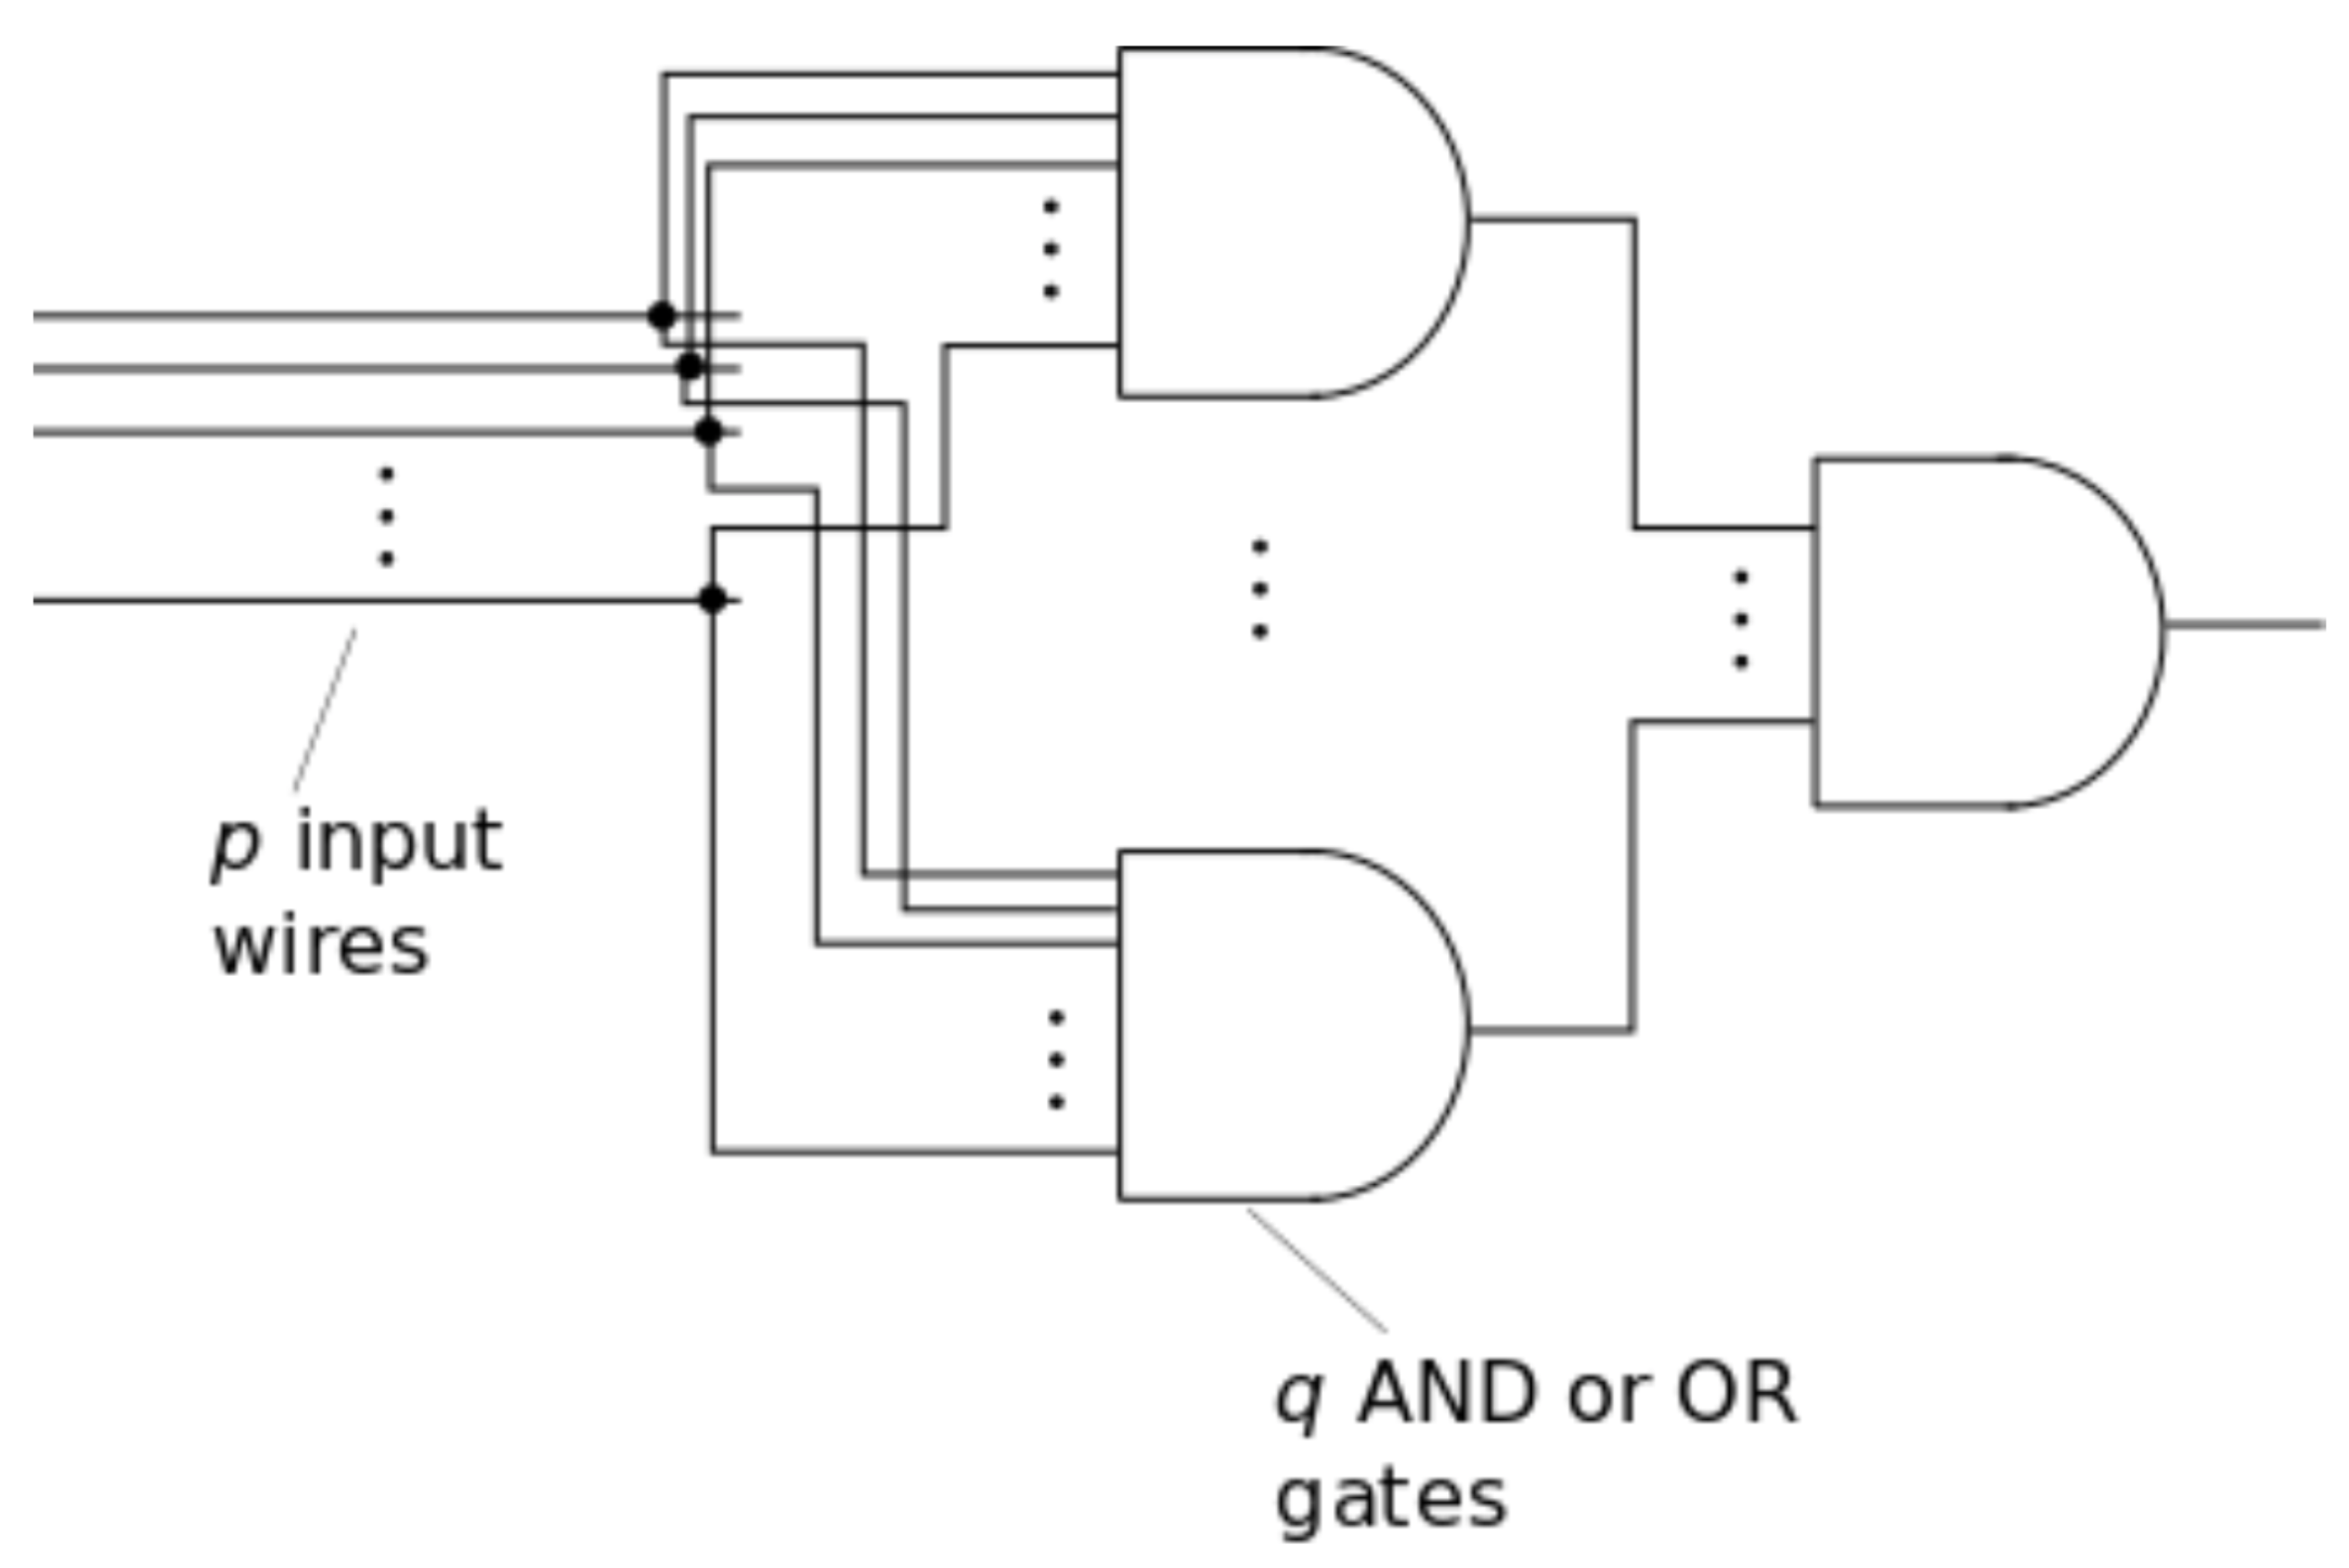 p input
wires
q AND or OR
gates